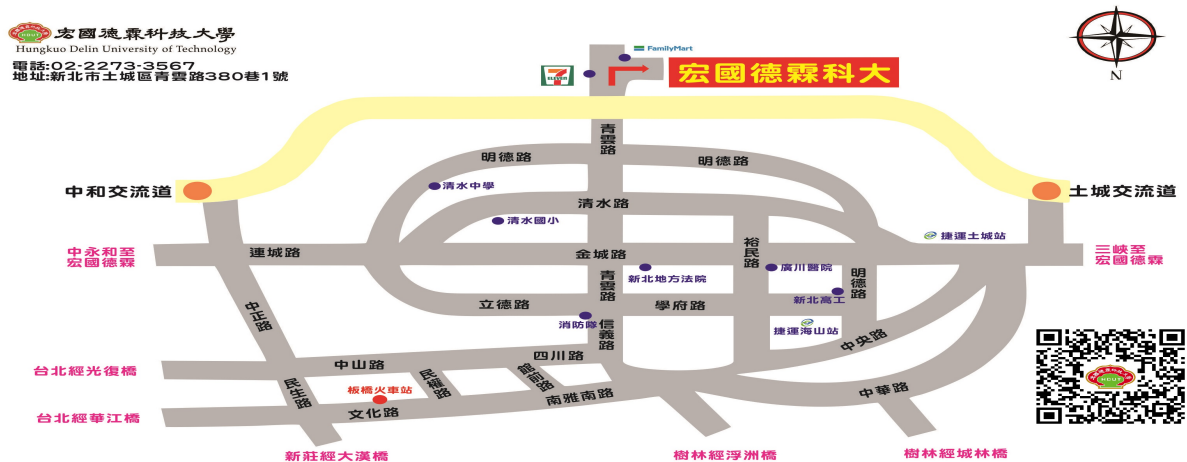 宏國德霖科技大學
Hungkuo Delin University of Technology
電話:02-2273-3567
地址:新北市土城區青雲路380巷1號
FamilyMart
7
ELEVEN
宏國德霖科大
N
青雲路
明德路
明德路
中和交流道
清水中學
土城交流道
清水路
清水國小
捷運土城站
中永和至
宏國德霖
連城路
金城路
裕民路
三峽至
宏國德霖
新北地方法院
廣川醫院
明德路
青雲路
中正路
立德路
學府路
新北高工
消防隊
信義路
捷運海山站
中央路
台北經光復橋
中山路
四川路
民權路
館前路
民生路
板橋火車站
南雅南路
中華路
HDUT
台北經華江橋
文化路
新莊經大漢橋
樹林經浮洲橋
樹林經城林橋